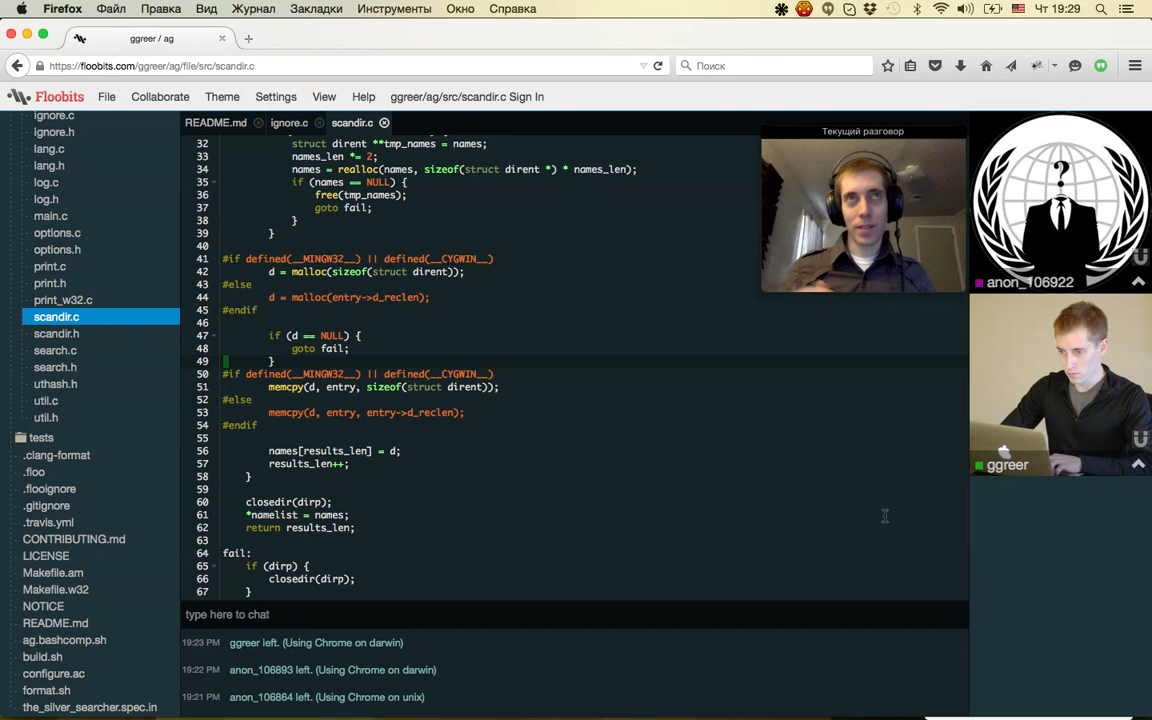 Firefox Файл Правка Вид Журнал Закладки Инструменты Окно Справка Чт 19:29
ggreer / ag
https://floobits.com/ggreer/ag/file/src/scandir.c Поиск
Floobits File Collaborate Theme Settings View Help ggreer/ag/src/scandir.c Sign In
ignore.c
ignore.h
lang.c
lang.h
log.c
log.h
main.c
options.c
options.h
print.c
print.h
print_w32.c
scandir.c
scandir.h
search.c
search.h
uthash.h
util.c
util.h
tests
.clang-format
.floo
.flooignore
.gitignore
.travis.yml
CONTRIBUTING.md
LICENSE
Makefile.am
Makefile.w32
NOTICE
README.md
ag.bashcomp.sh
build.sh
configure.ac
format.sh
the_silver_searcher.spec.in
README.md ignore.c scandir.c
32 struct dirent **tmp_names = names;
33 names_len *= 2;
34 names = realloc(names, sizeof(struct dirent *) * names_len);
35 if (names == NULL) {
36 free(tmp_names);
37 goto fail;
38 }
39 }
40
41 #if defined(__MINGW32__) || defined(__CYGWIN__)
42 d = malloc(sizeof(struct dirent));
43 #else
44 d = malloc(entry->d_reclen);
45 #endif
46
47 if (d == NULL) {
48 goto fail;
49 }
50 #if defined(__MINGW32__) || defined(__CYGWIN__)
51 memcpy(d, entry, sizeof(struct dirent));
52 #else
53 memcpy(d, entry, entry->d_reclen);
54 #endif
55
56 names[results_len] = d;
57 results_len++;
58 }
59
60 closedir(dirp);
61 *namelist = names;
62 return results_len;
63
64 fail:
65 if (dirp) {
66 closedir(dirp);
67 }
Текущий разговор
?
anon_106922
ggreer
type here to chat
19:23 PM ggreer left. (Using Chrome on darwin)
19:22 PM anon_106893 left. (Using Chrome on darwin)
19:21 PM anon_106864 left. (Using Chrome on unix)